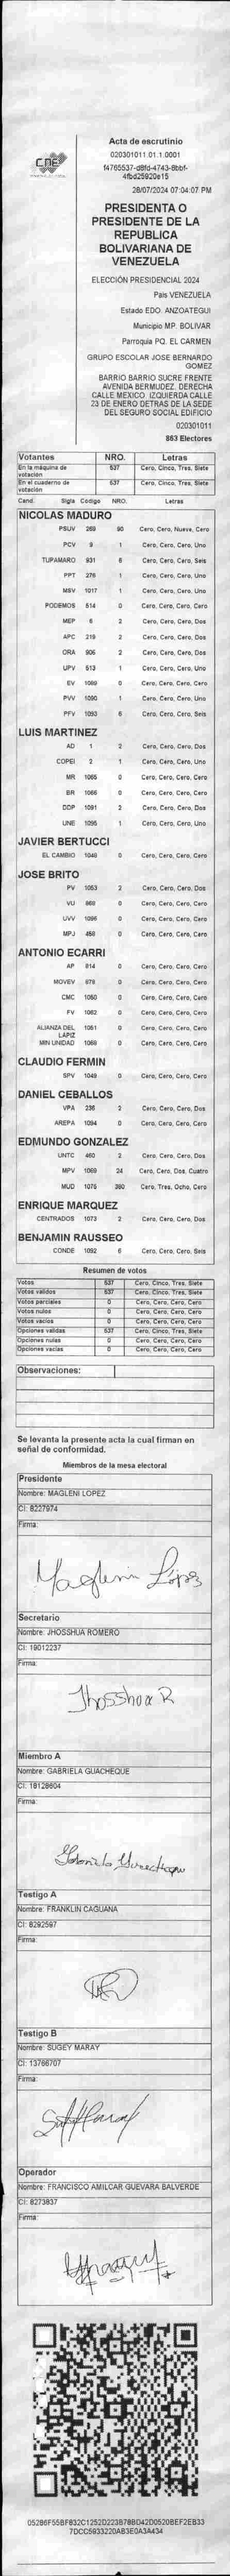 CNE
Acta de escrutinio
020301011.01.1.0001
f4765537-d8fd-4743-8bbf-
4fbd25920e15
28/07/2024 07:04:07 PM
PRESIDENTA O
PRESIDENTE DE LA
REPUBLICA
BOLIVARIANA DE
VENEZUELA
ELECCIÓN PRESIDENCIAL 2024
Pais VENEZUELA
Estado EDO. ANZOATEGUI
Municipio MP. BOLIVAR
Parroquia PQ. EL CARMEN
GRUPO ESCOLAR JOSE BERNARDO
GOMEZ
BARRIO BARRIO SUCRE FRENTE
AVENIDA BERMUDEZ. DERECHA
CALLE MEXICO. IZQUIERDA CALLE
23 DE ENERO DETRAS DE LA SEDE
DEL SEGURO SOCIAL EDIFICIO
020301011
863 Electores
Votantes NRO. Letras
En la máquina de votación 537 Cero, Cinco, Tres, Siete
En el cuaderno de votación 537 Cero, Cinco, Tres, Siete
Cand. Sigla Codigo NRO. Letras
NICOLAS MADURO
PSUV 269 90 Cero, Cero, Nueve, Cero
PCV 9 1 Cero, Cero, Cero, Uno
TUPAMARO 931 6 Cero, Cero, Cero, Seis
PPT 276 1 Cero, Cero, Cero, Uno
MSV 1017 1 Cero, Cero, Cero, Uno
PODEMOS 514 0 Cero, Cero, Cero, Cero
MEP 6 2 Cero, Cero, Cero, Dos
APC 219 2 Cero, Cero, Cero, Dos
ORA 906 2 Cero, Cero, Cero, Dos
UPV 513 1 Cero, Cero, Cero, Uno
EV 1089 0 Cero, Cero, Cero, Cero
PVV 1090 1 Cero, Cero, Cero, Uno
PFV 1093 6 Cero, Cero, Cero, Seis
LUIS MARTINEZ
AD 1 2 Cero, Cero, Cero, Dos
COPEI 2 1 Cero, Cero, Cero, Uno
MR 1065 0 Cero, Cero, Cero, Cero
BR 1066 0 Cero, Cero, Cero, Cero
DDP 1091 2 Cero, Cero, Cero, Dos
UNE 1095 1 Cero, Cero, Cero, Uno
JAVIER BERTUCCI
EL CAMBIO 1048 0 Cero, Cero, Cero, Cero
JOSE BRITO
PV 1053 2 Cero, Cero, Cero, Dos
VU 868 0 Cero, Cero, Cero, Cero
UVV 1096 0 Cero, Cero, Cero, Cero
MPJ 458 0 Cero, Cero, Cero, Cero
ANTONIO ECARRI
AP 814 0 Cero, Cero, Cero, Cero
MOVEV 979 0 Cero, Cero, Cero, Cero
CMC 1050 0 Cero, Cero, Cero, Cero
FV 1062 0 Cero, Cero, Cero, Cero
ALIANZA DEL LAPIZ 1051 0 Cero, Cero, Cero, Cero
MIN UNIDAD 1068 0 Cero, Cero, Cero, Cero
CLAUDIO FERMIN
SPV 1049 0 Cero, Cero, Cero, Cero
DANIEL CEBALLOS
VPA 236 2 Cero, Cero, Cero, Dos
AREPA 1094 0 Cero, Cero, Cero, Cero
EDMUNDO GONZALEZ
UNTC 460 2 Cero, Cero, Cero, Dos
MPV 1069 24 Cero, Cero, Dos, Cuatro
MUD 1076 380 Cero, Tres, Ocho, Cero
ENRIQUE MARQUEZ
CENTRADOS 1073 2 Cero, Cero, Cero, Dos
BENJAMIN RAUSSEO
CONDE 1092 6 Cero, Cero, Cero, Seis
Resumen de votos
Votos 537 Cero, Cinco, Tres, Siete
Votos validos 537 Cero, Cinco, Tres, Siete
Votos parciales 0 Cero, Cero, Cero, Cero
Votos nulos 0 Cero, Cero, Cero, Cero
Votos vacios 0 Cero, Cero, Cero, Cero
Opciones validas 537 Cero, Cinco, Tres, Siete
Opciones nulas 0 Cero, Cero, Cero, Cero
Opciones vacias 0 Cero, Cero, Cero, Cero
Observaciones:
Se levanta la presente acta la cual firman en
señal de conformidad.
Miembros de la mesa electoral
Presidente
Nombre: MAGLENI LOPEZ
CI: 8227974
Firma:
Maglenin López
Secretario
Nombre: JHOSSHUA ROMERO
CI: 19012237
Firma:
Jhosshua R
Miembro A
Nombre: GABRIELA GUACHEQUE
CI: 18128604
Firma:
Testigo A
Nombre: FRANKLIN CAGUANA
CI: 8292597
Firma:
Testigo B
Nombre: SUGEY MARAY
CI: 13766707
Firma:
Operador
Nombre: FRANCISCO AMILCAR GUEVARA BALVERDE
CI: 8273837
Firma:
05286F55BF832C1252D223B78BD42D0520BEF2EB33
7DCC5933220AB3E0A3A434